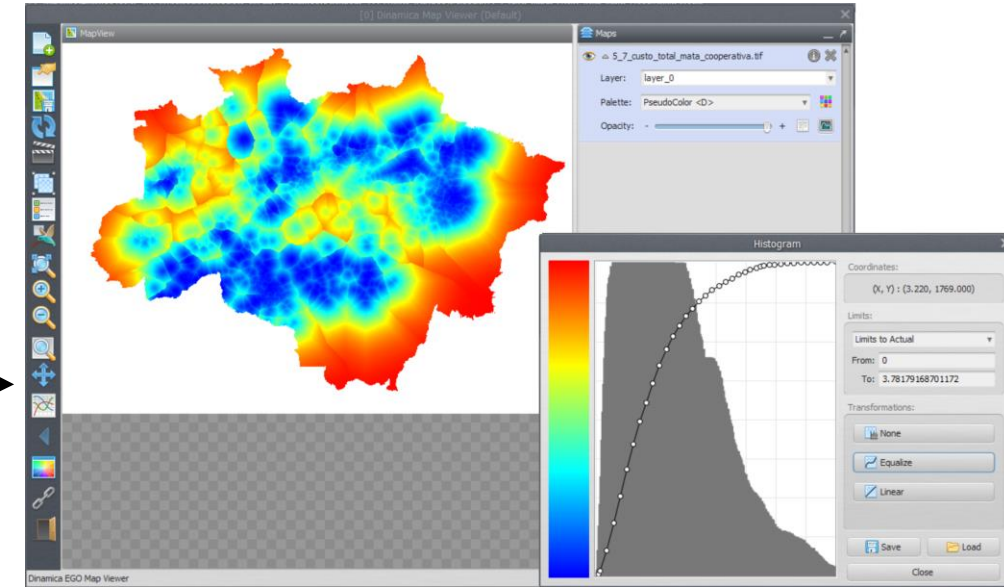 [0] Dinamica Map Viewer (Default)
MapView
Maps
5_7_custo_total_mata_cooperativa.tif
Layer: layer_0
Palette: PseudoColor <D>
Opacity: - +
Histogram
Coordinates:
(X, Y) : (3.220, 1769.000)
Limits:
Limits to Actual
From: 0
To: 3.78179168701172
Transformations:
None
Equalize
Linear
Save Load
Close
Dinamica EGO Map Viewer